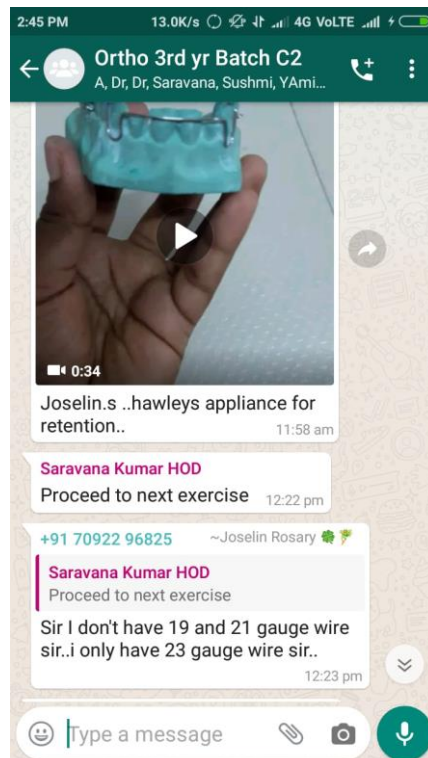 2:45 PM 13.0K/s 4G VoLTE
Ortho 3rd yr Batch C2
A, Dr, Dr, Saravana, Sushmi, YAmi...
0:34
Joselin.s ..hawleys appliance for
retention..
11:58 am
Saravana Kumar HOD
Proceed to next exercise 12:22 pm
+91 70922 96825 ~Joselin Rosary 🍀💐
Saravana Kumar HOD
Proceed to next exercise
Sir I don't have 19 and 21 gauge wire
sir..i only have 23 gauge wire sir..
12:23 pm
Type a message